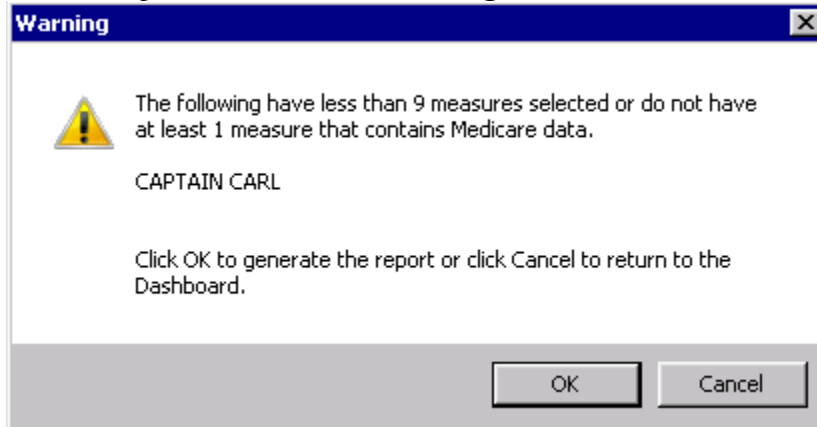 Warning
The following have less than 9 measures selected or do not have
at least 1 measure that contains Medicare data.
CAPTAIN CARL
Click OK to generate the report or click Cancel to return to the
Dashboard.
OK Cancel